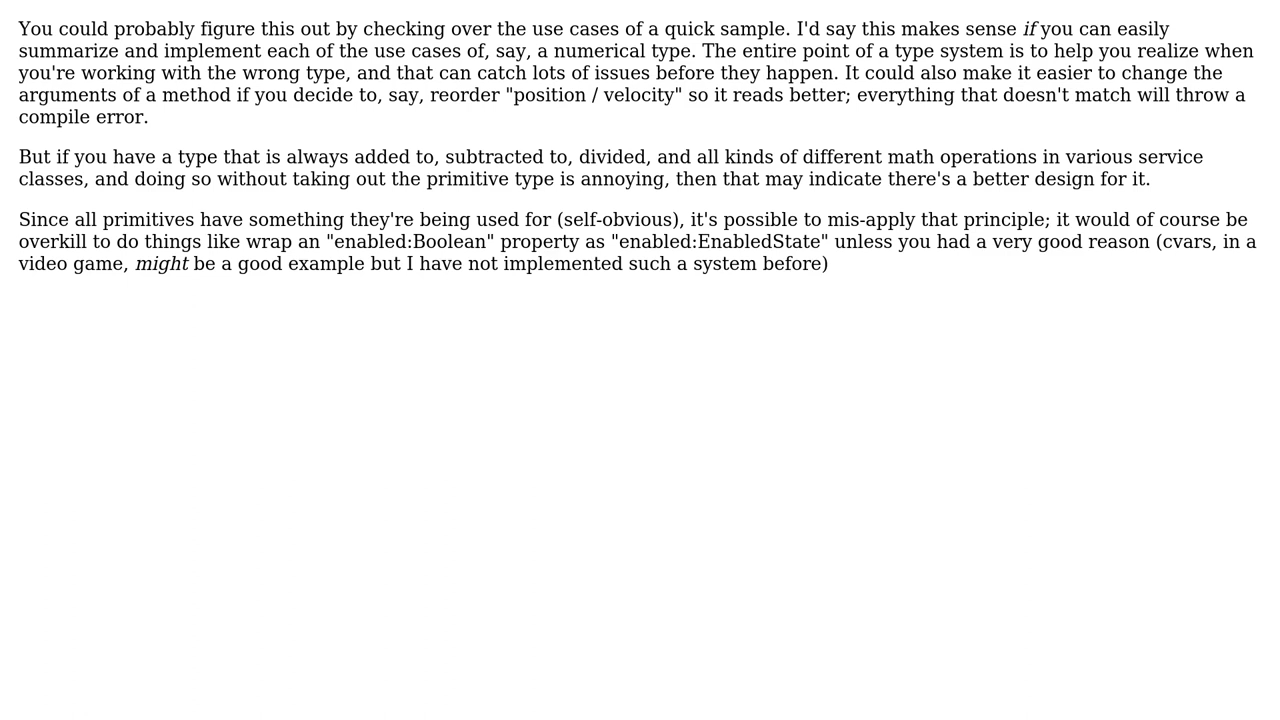 You could probably figure this out by checking over the use cases of a quick sample. I'd say this makes sense if you can easily
summarize and implement each of the use cases of, say, a numerical type. The entire point of a type system is to help you realize when
you're working with the wrong type, and that can catch lots of issues before they happen. It could also make it easier to change the
arguments of a method if you decide to, say, reorder "position / velocity" so it reads better; everything that doesn't match will throw a
compile error.
But if you have a type that is always added to, subtracted to, divided, and all kinds of different math operations in various service
classes, and doing so without taking out the primitive type is annoying, then that may indicate there's a better design for it.
Since all primitives have something they're being used for (self-obvious), it's possible to mis-apply that principle; it would of course be
overkill to do things like wrap an "enabled:Boolean" property as "enabled:EnabledState" unless you had a very good reason (cvars, in a
video game, might be a good example but I have not implemented such a system before)